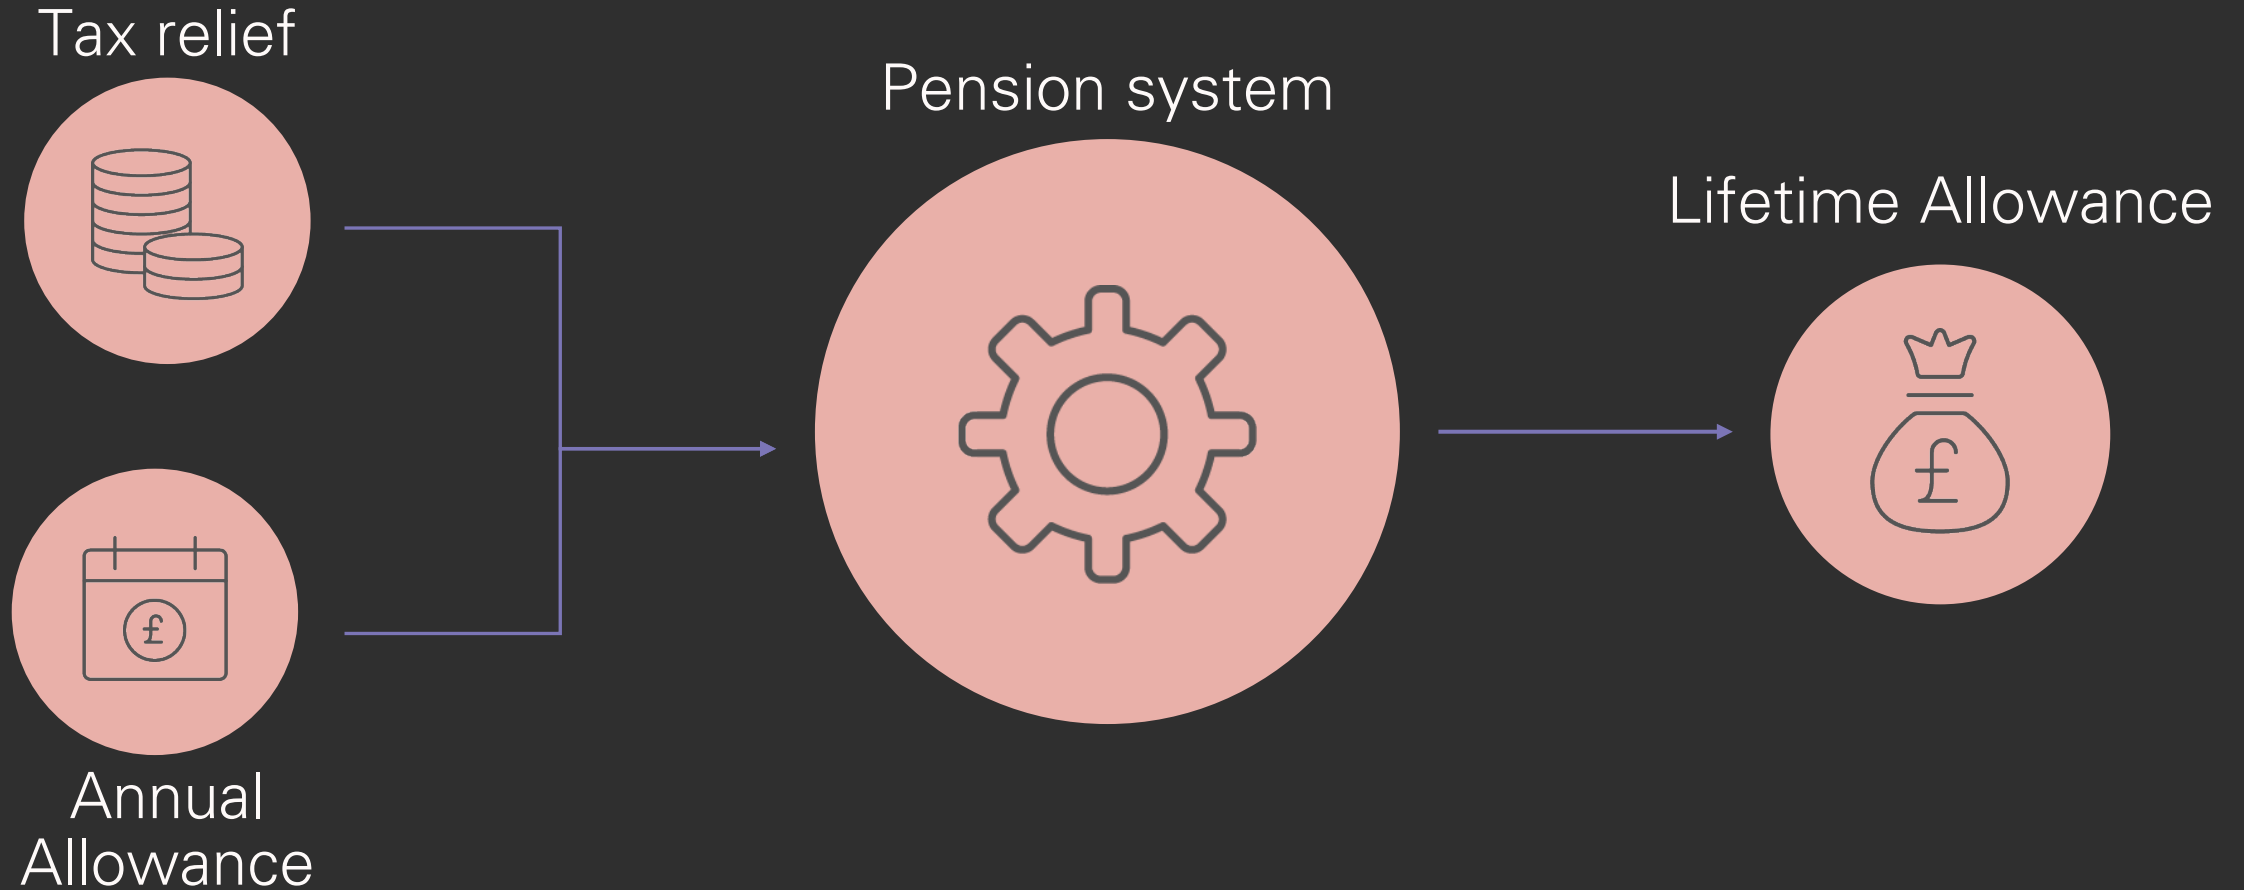 Tax relief
Pension system
Lifetime Allowance
£
£
Annual
Allowance